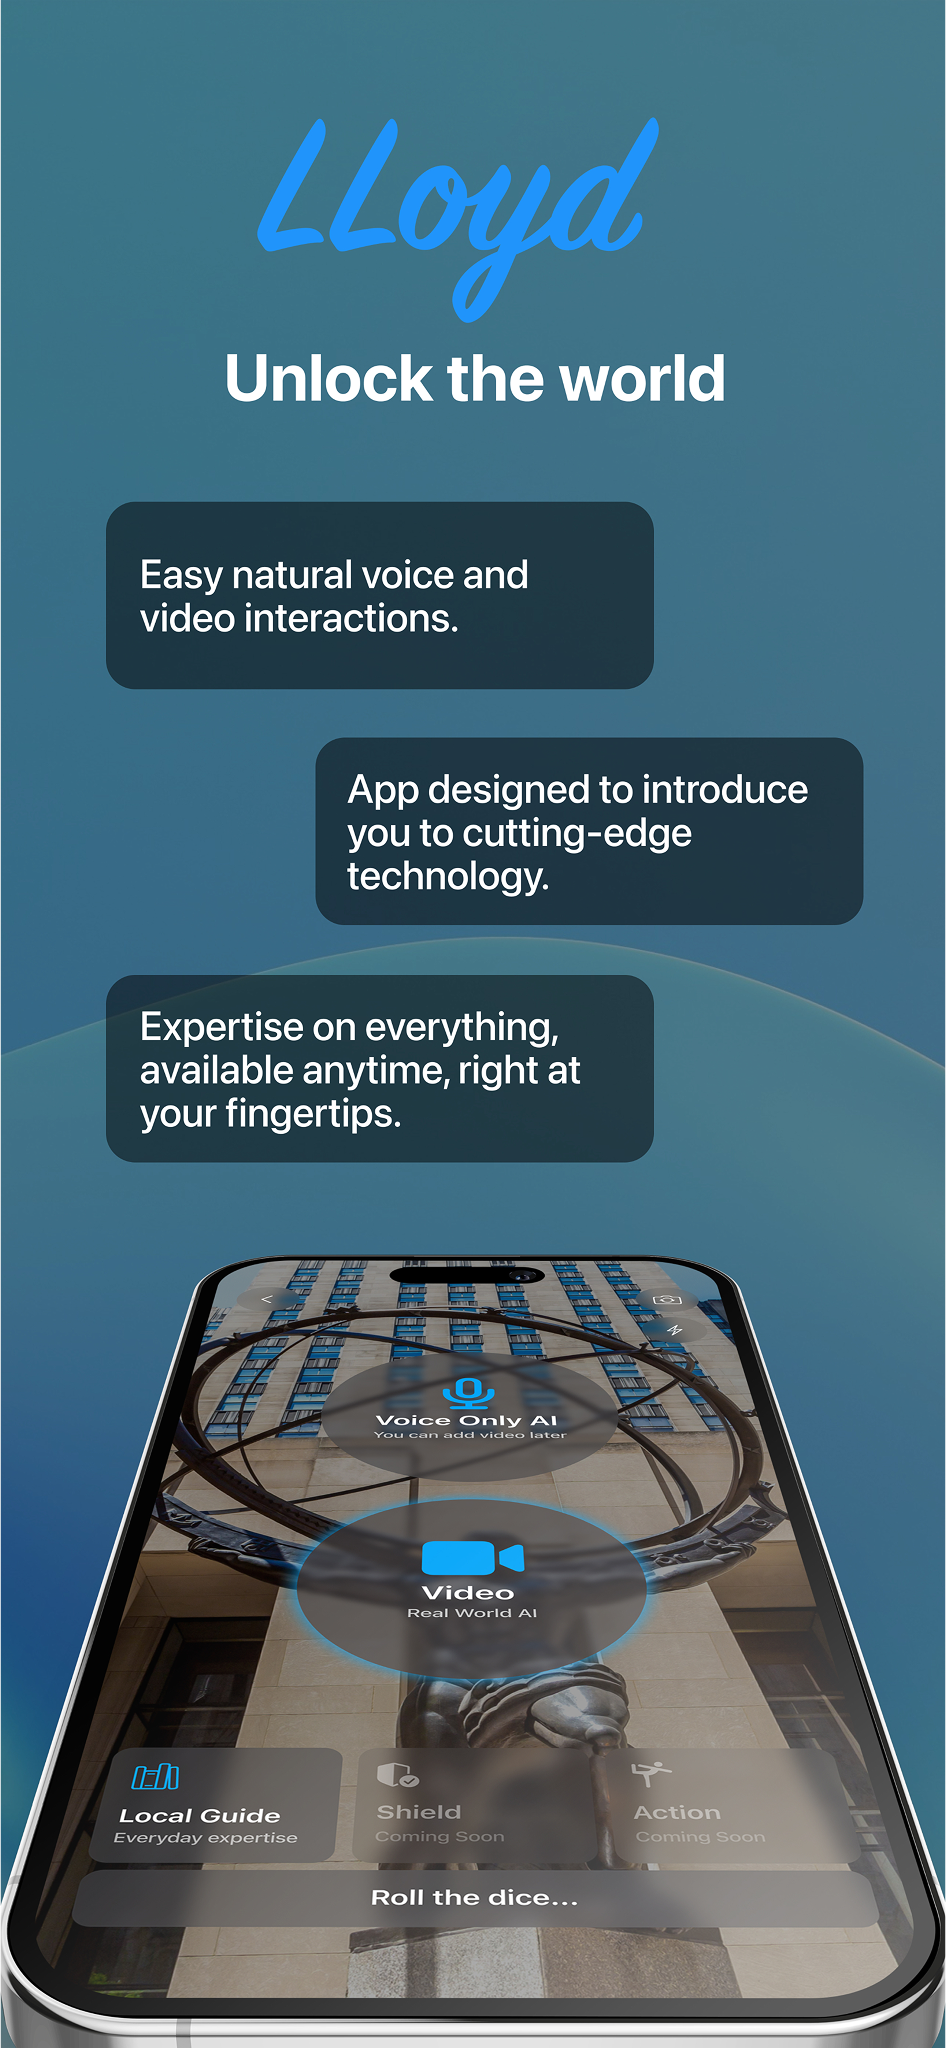 LLoyd
Unlock the world
Easy natural voice and
video interactions.
App designed to introduce
you to cutting-edge
technology.
Expertise on everything,
available anytime, right at
your fingertips.
Voice Only AI
You can add video later
Video
Real World AI
Local Guide
Everyday expertise
Shield
Coming Soon
Action
Coming Soon
Roll the dice...